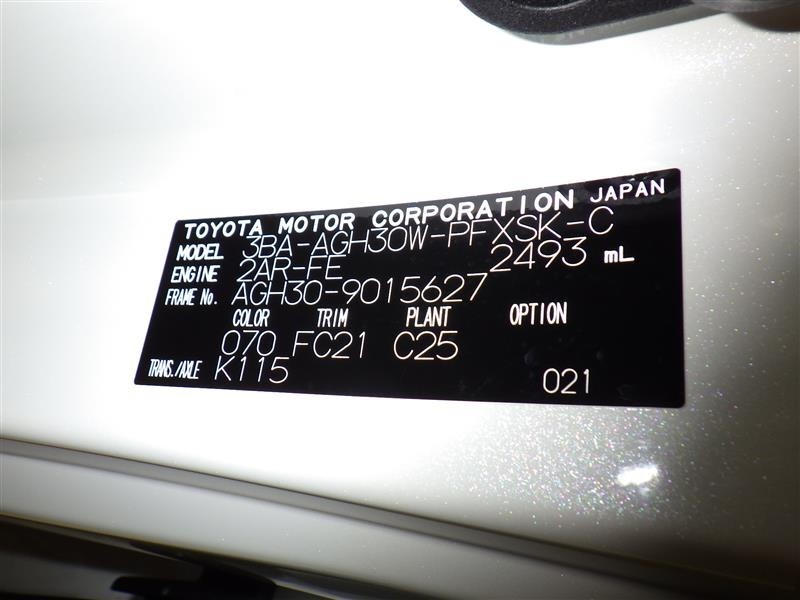 TOYOTA MOTOR CORPORATION JAPAN
MODEL 3BA-AGH30W-PFXSK-C
ENGINE 2AR-FE 2493 mL
FRAME No. AGH30-9015627
COLOR TRIM PLANT OPTION
070 FC21 C25
TRANS./AXLE K115 021